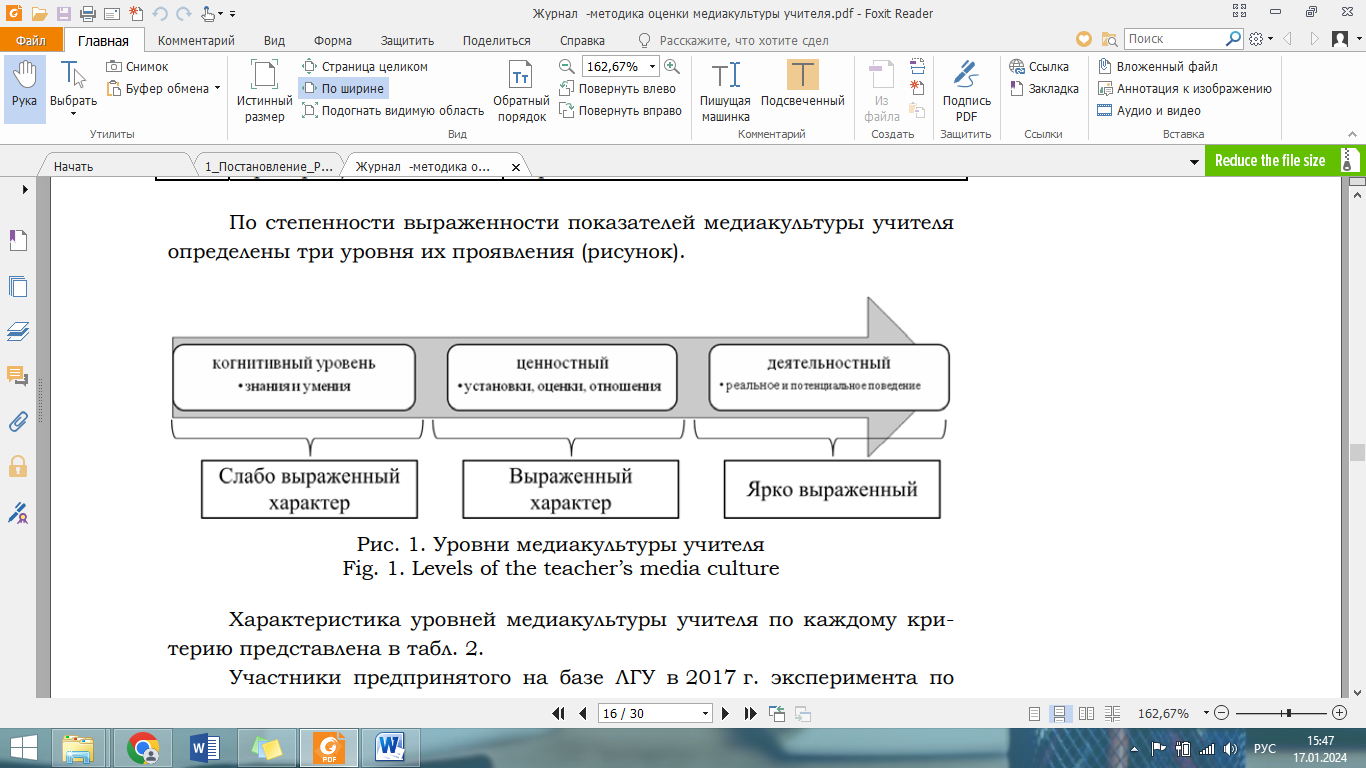 Журнал -методика оценки медиакультуры учителя.pdf - Foxit Reader
Файл Главная Комментарий Вид Форма Защитить Поделиться Справка Расскажите, что хотите сдел Поиск
Рука
Выбрать
Снимок
Буфер обмена
Утилиты
Истинный размер
Страница целиком
По ширине
Подогнать видимую область
Обратный порядок
162,67%
Повернуть влево
Повернуть вправо
Вид
Пишущая машинка
Подсвеченный
Комментарий
Из файла
Создать
Подпись PDF
Защитить
Ссылка
Закладка
Ссылки
Вложенный файл
Аннотация к изображению
Аудио и видео
Вставка
Начать 1_Постановление_Р... Журнал -методика о... Reduce the file size
По степенности выраженности показателей медиакультуры учителя
определены три уровня их проявления (рисунок).
когнитивный уровень
• знания и умения
ценностный
• установки, оценки, отношения
деятельностный
• реальное и потенциальное поведение
Слабо выраженный
характер
Выраженный
характер
Ярко выраженный
Рис. 1. Уровни медиакультуры учителя
Fig. 1. Levels of the teacher's media culture
Характеристика уровней медиакультуры учителя по каждому кри-
терию представлена в табл. 2.
Участники предпринятого на базе ЛГУ в 2017 г. эксперимента по
16 / 30 162,67%
PDF
РУС
15:47
17.01.2024